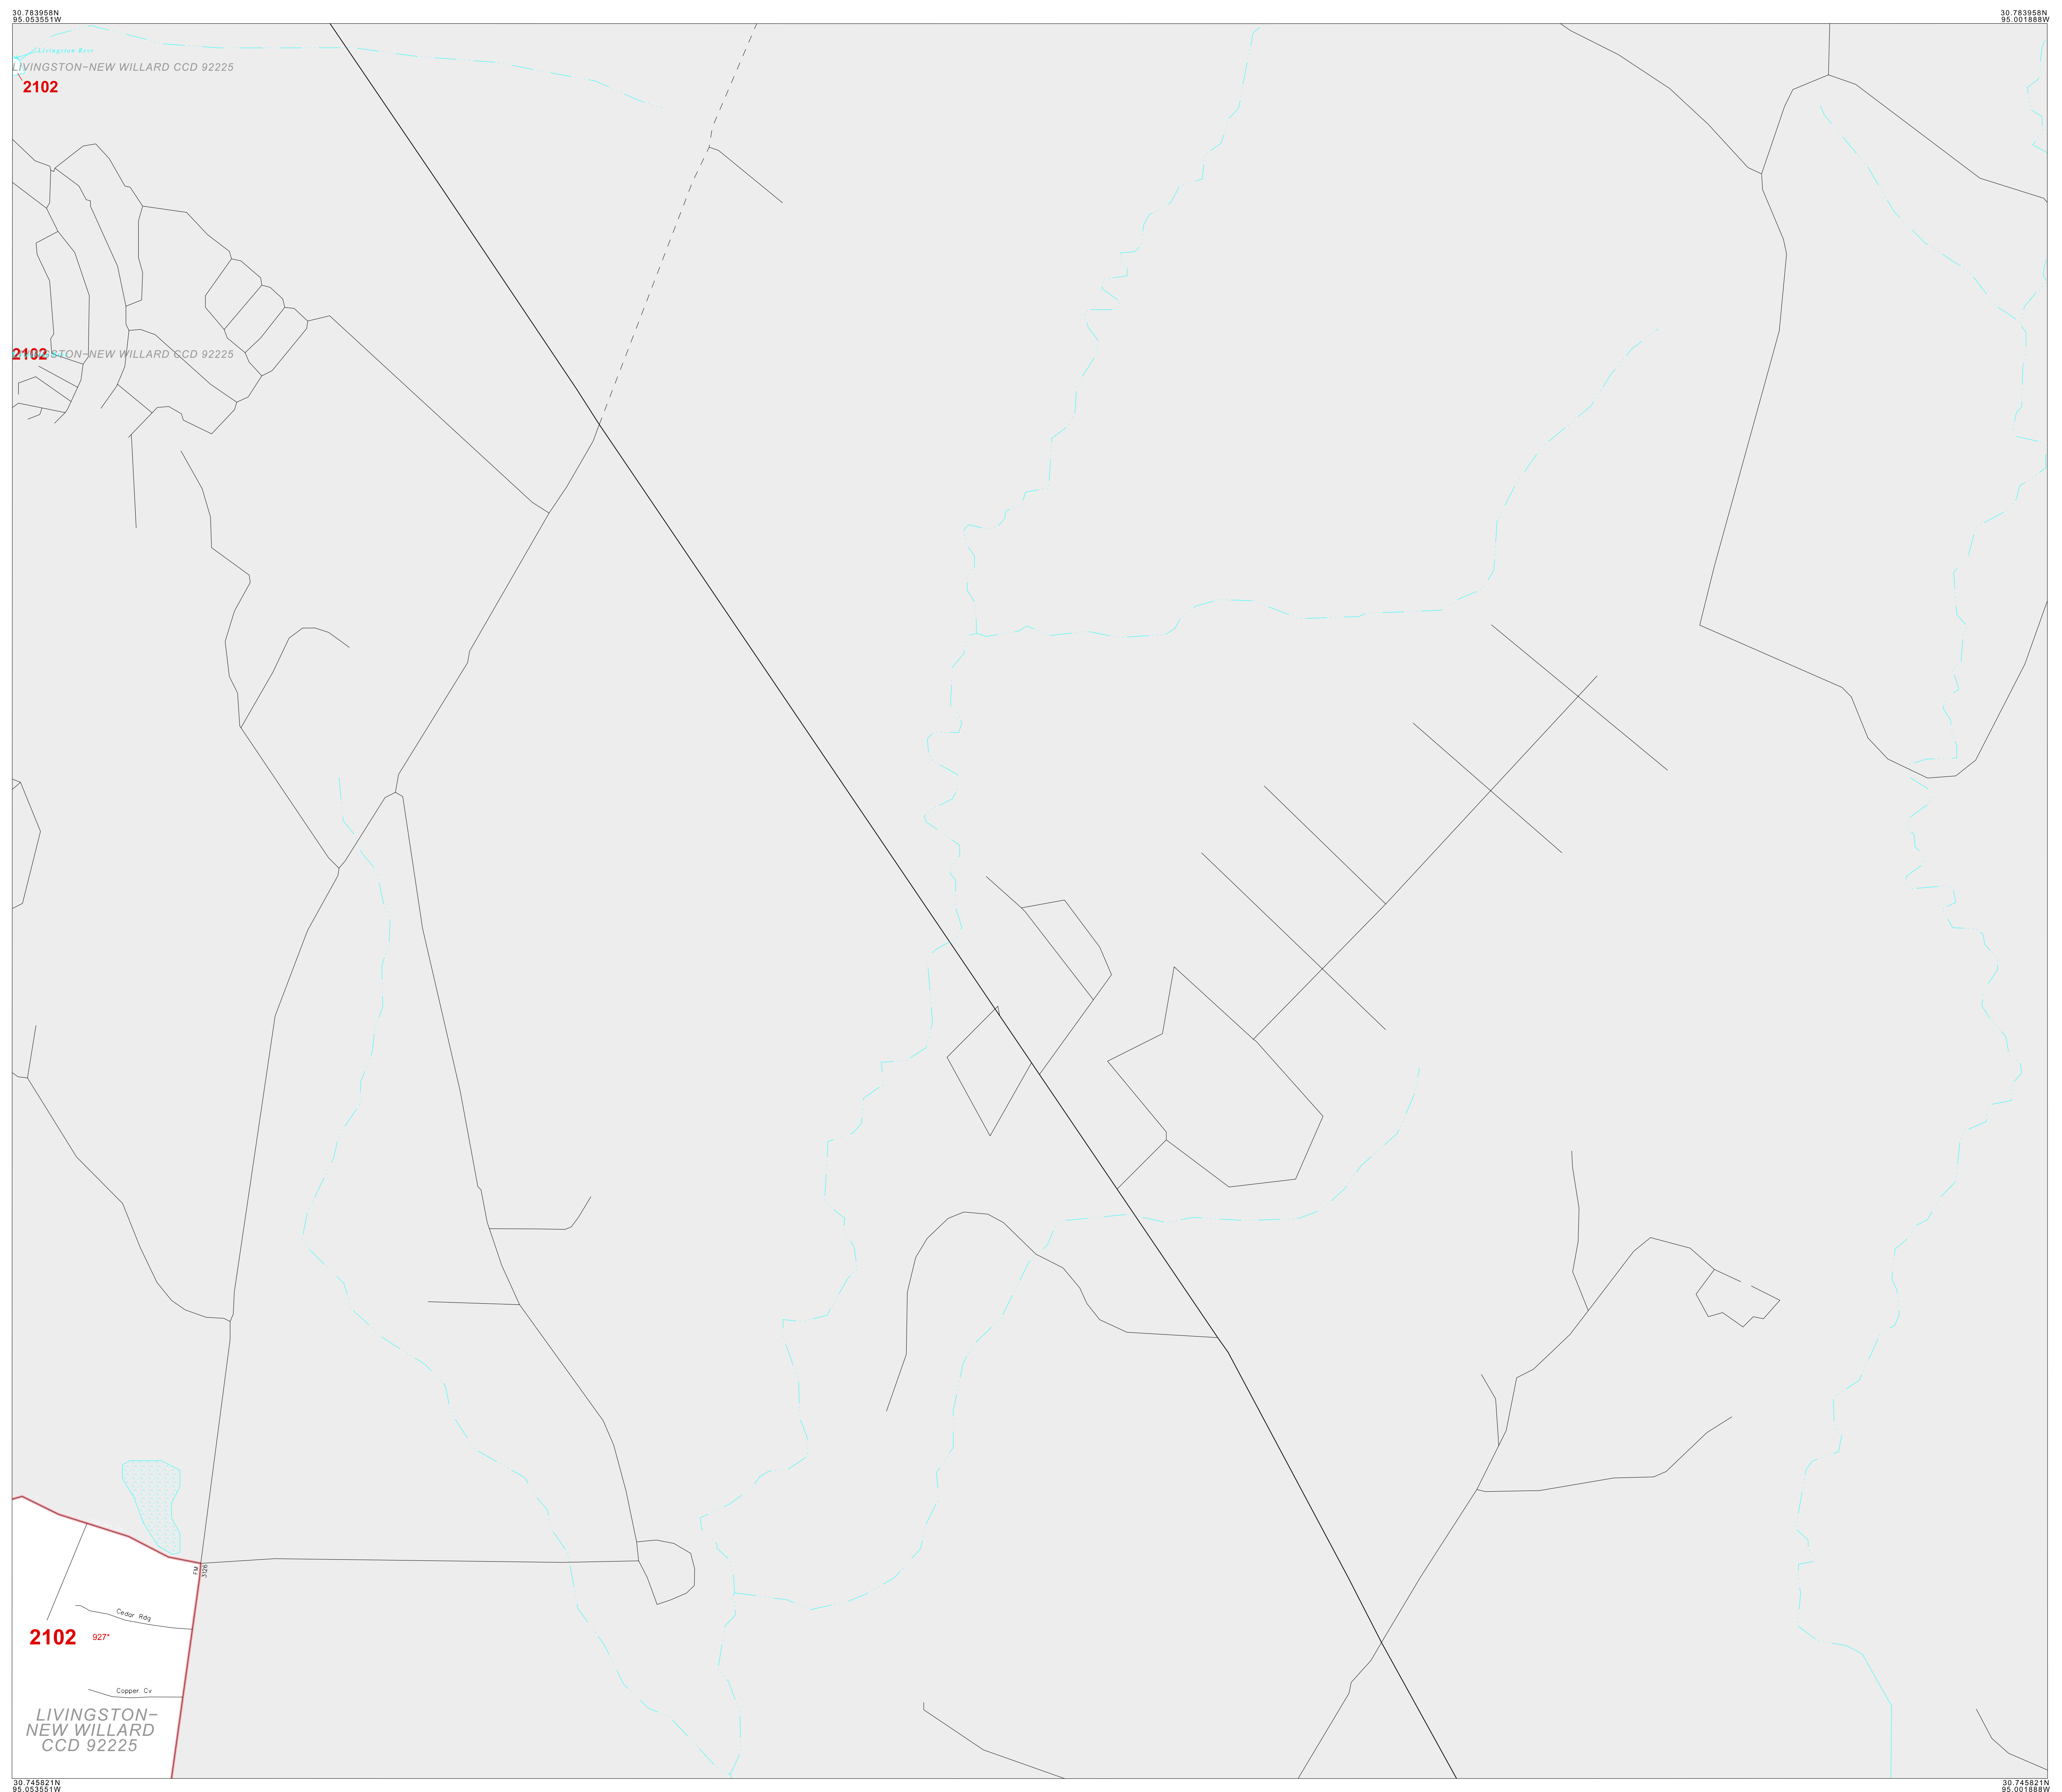 30.783958N
95.053551W
30.783958N
95.001888W
Livingston Rsvr
LIVINGSTON-NEW WILLARD CCD 92225
2102
2102
LIVINGSTON-NEW WILLARD CCD 92225
FM
3126
Cedar Rdg
2102
927*
Copper Cv
LIVINGSTON-
NEW WILLARD
CCD 92225
30.745821N
95.053551W
30.745821N
95.001888W